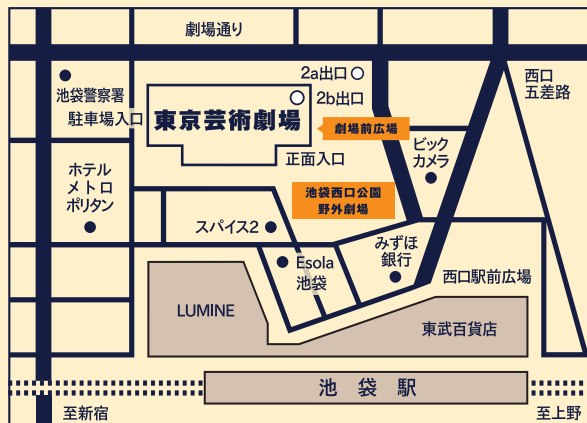 劇場通り
2a出口
西口
五差路
池袋警察署
2b出口
駐車場入口
東京芸術劇場
劇場前広場
正面入口
ビック
カメラ
ホテル
メトロ
ポリタン
池袋西口公園
野外劇場
スパイス2
みずほ
銀行
Esola
池袋
西口駅前広場
LUMINE
東武百貨店
池袋駅
至新宿
至上野